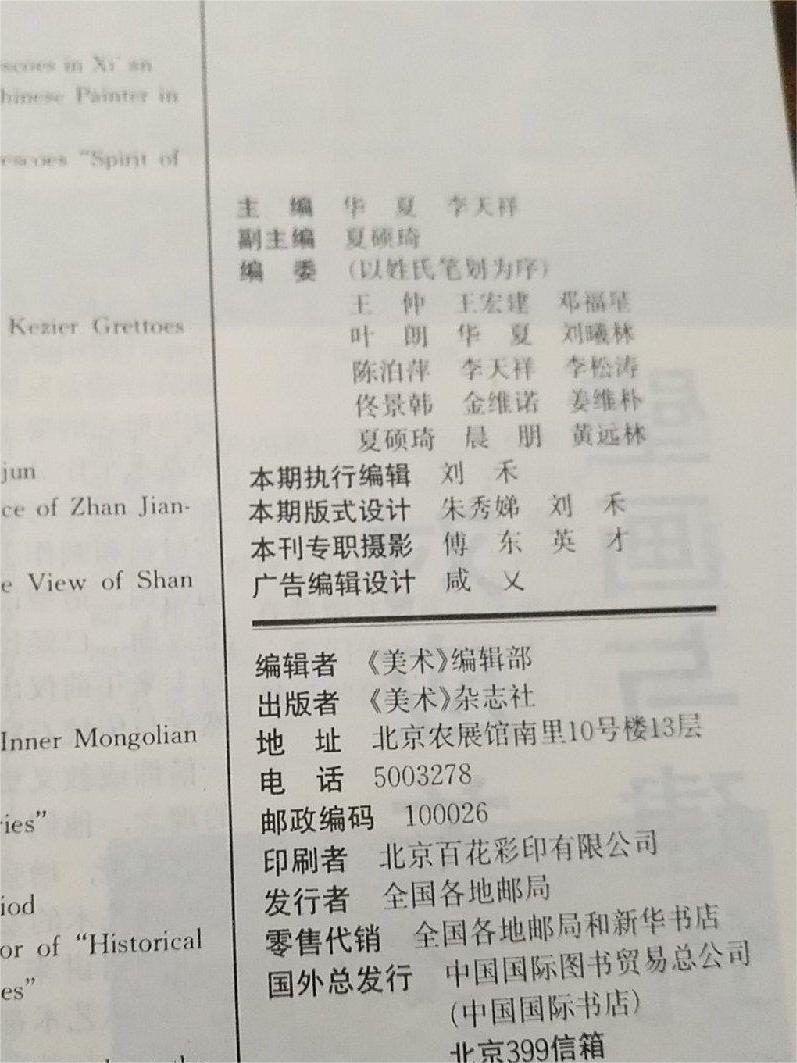 scoes in Xi'an
hinese Painter in
escoes "Spirit of
Kezier Grettoes
jun
ce of Zhan Jian-
e View of Shan
Inner Mongolian
ries"
iod
or of "Historical
es"
主 编 华 夏 李天祥
副主编 夏硕琦
编 委 (以姓氏笔划为序)
王 仲 王宏建 邓福星
叶 朗 华 夏 刘曦林
陈泊萍 李天祥 李松涛
佟景韩 金维诺 姜维朴
夏硕琦 晨 朋 黄远林
本期执行编辑 刘 禾
本期版式设计 朱秀娣 刘 禾
本刊专职摄影 傅 东 英 才
广告编辑设计 咸 乂
编辑者 《美术》编辑部
出版者 《美术》杂志社
地 址 北京农展馆南里10号楼13层
电 话 5003278
邮政编码 100026
印刷者 北京百花彩印有限公司
发行者 全国各地邮局
零售代销 全国各地邮局和新华书店
国外总发行 中国国际图书贸易总公司
(中国国际书店)
北京399信箱